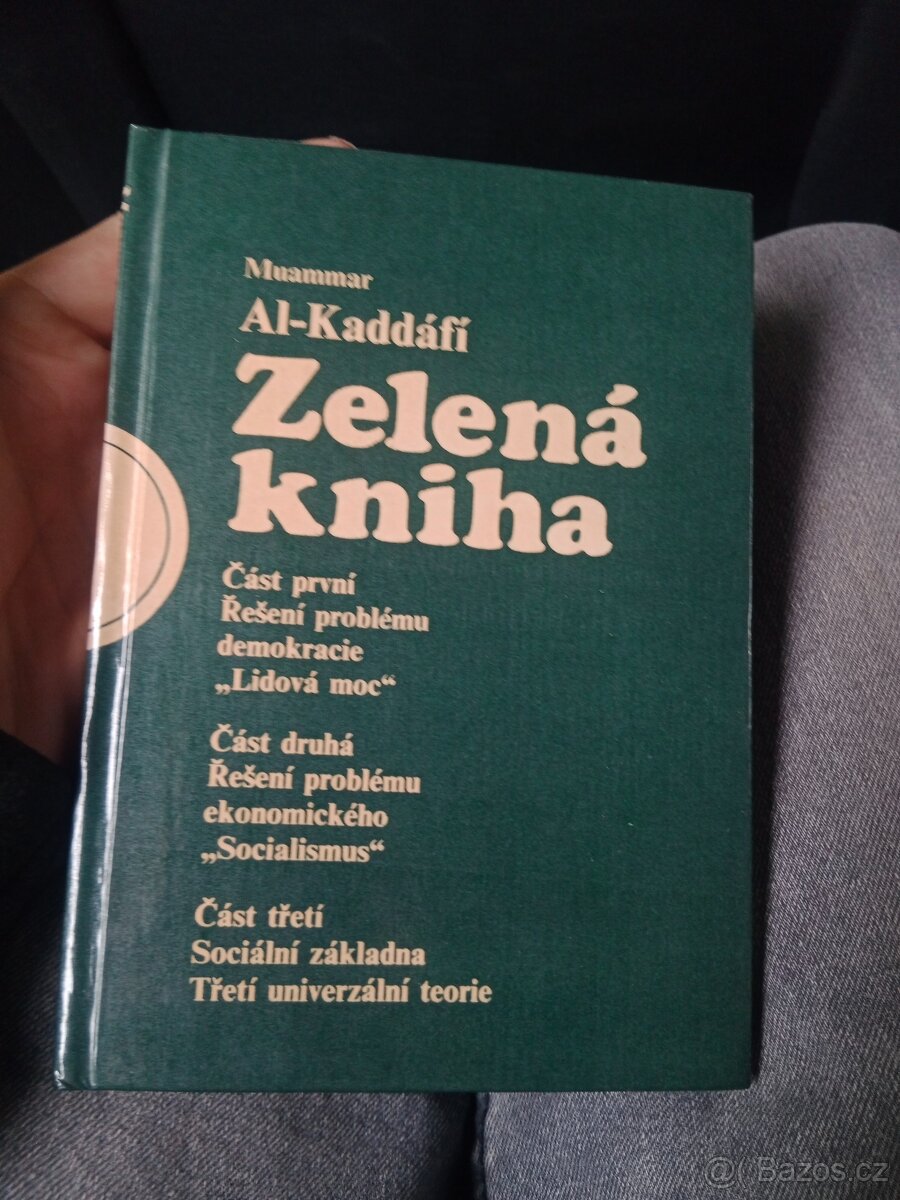 Muammar
Al-Kaddáfí
Zelená
kniha
Část první
Řešení problému
demokracie
„Lidová moc“
Část druhá
Řešení problému
ekonomického
„Socialismus“
Část třetí
Sociální základna
Třetí univerzální teorie
@ Bazos.cz